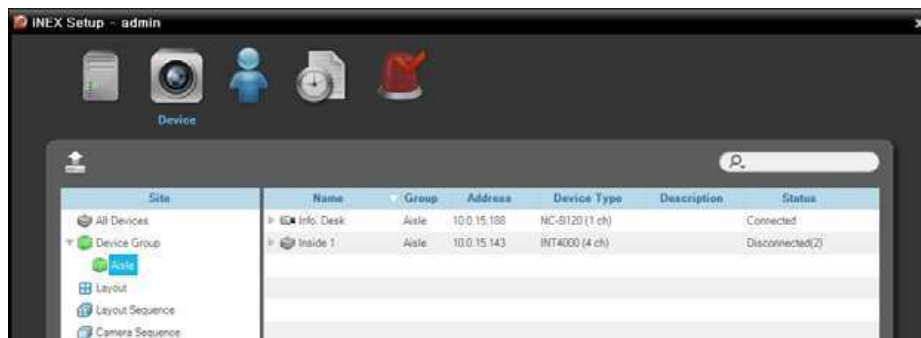 iNEX Setup - admin
Device
Site Name Group Address Device Type Description Status
All Devices Info. Desk Aisle 10.0.15.188 NC-B120 (1 ch) Connected
Device Group Inside 1 Aisle 10.0.15.143 INT4000 (4 ch) Disconnected(2)
Aisle
Layout
Layout Sequence
Camera Sequence